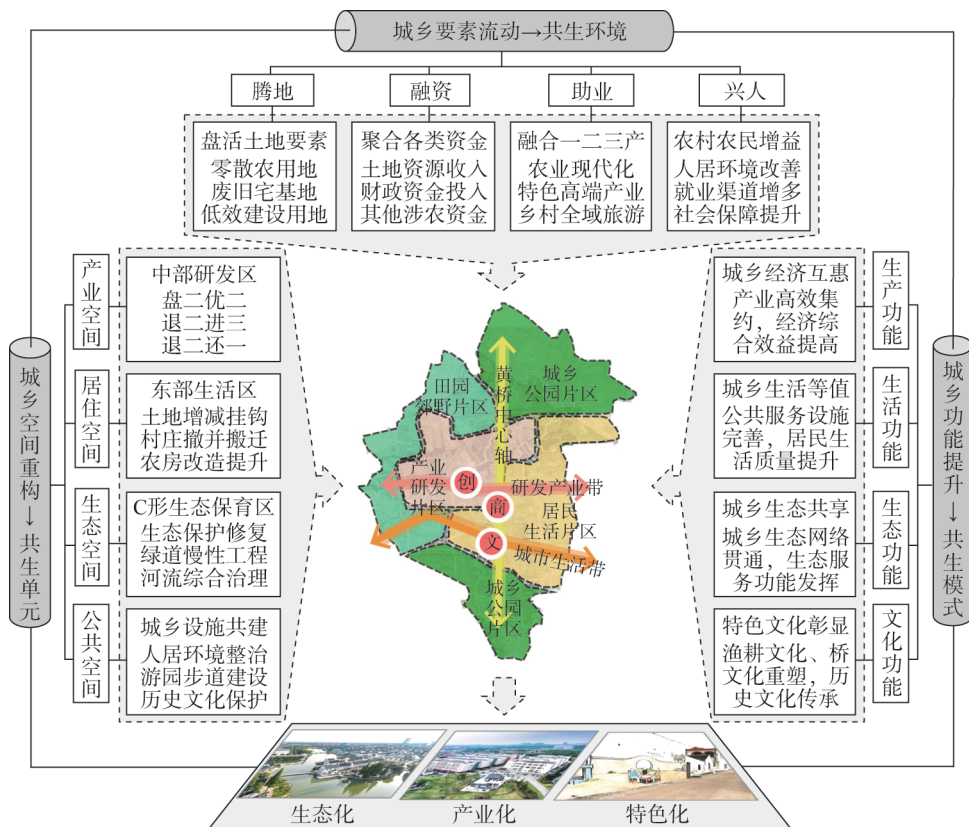 城乡要素流动→共生环境
腾地
融资
助业
兴人
盘活土地要素
零散农用地
废旧宅基地
低效建设用地
聚合各类资金
土地资源收入
财政资金投入
其他涉农资金
融合一二三产
农业现代化
特色高端产业
乡村全域旅游
农村农民增益
人居环境改善
就业渠道增多
社会保障提升
城乡空间重构→共生单元
产业空间
中部研发区
盘二优二
退二进三
退二还一
居住空间
东部生活区
土地增减挂钩
村庄撤并搬迁
农房改造提升
生态空间
C形生态保育区
生态保护修复
绿道慢性工程
河流综合治理
公共空间
城乡设施共建
人居环境整治
游园步道建设
历史文化保护
田园
郊野片区
黄桥中心轴
城乡
公园片区
产业
研发
片区
创
商
文
研发产业带
居民
生活片区
城市生活带
城乡
公园
片区
城乡经济互惠
产业高效集
约，经济综
合效益提高
生产功能
城乡生活等值
公共服务设施
完善，居民生
活质量提升
生活功能
城乡生态共享
城乡生态网络
贯通，生态服
务功能发挥
生态功能
特色文化彰显
渔耕文化、桥
文化重塑，历
史文化传承
文化功能
城乡功能提升→共生模式
生态化
产业化
特色化